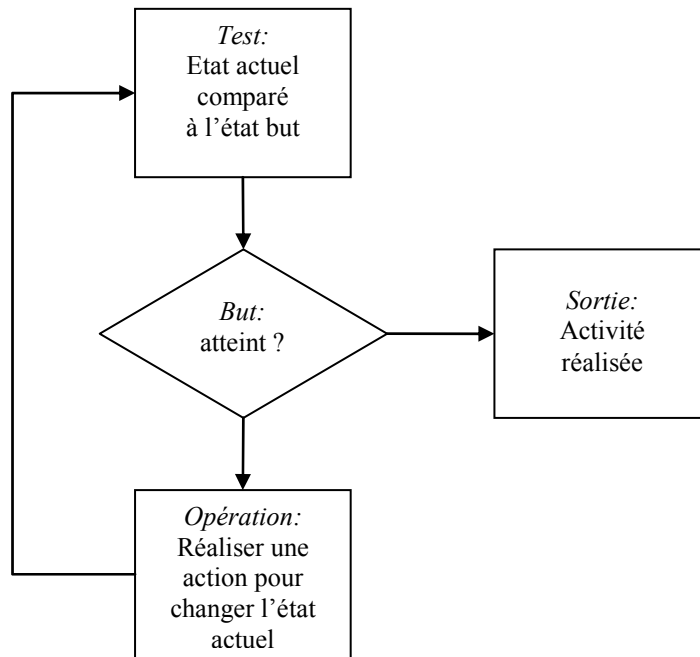 Test:
Etat actuel
comparé
à l’état but
But:
atteint ?
Sortie:
Activité
réalisée
Opération:
Réaliser une
action pour
changer l’état
actuel